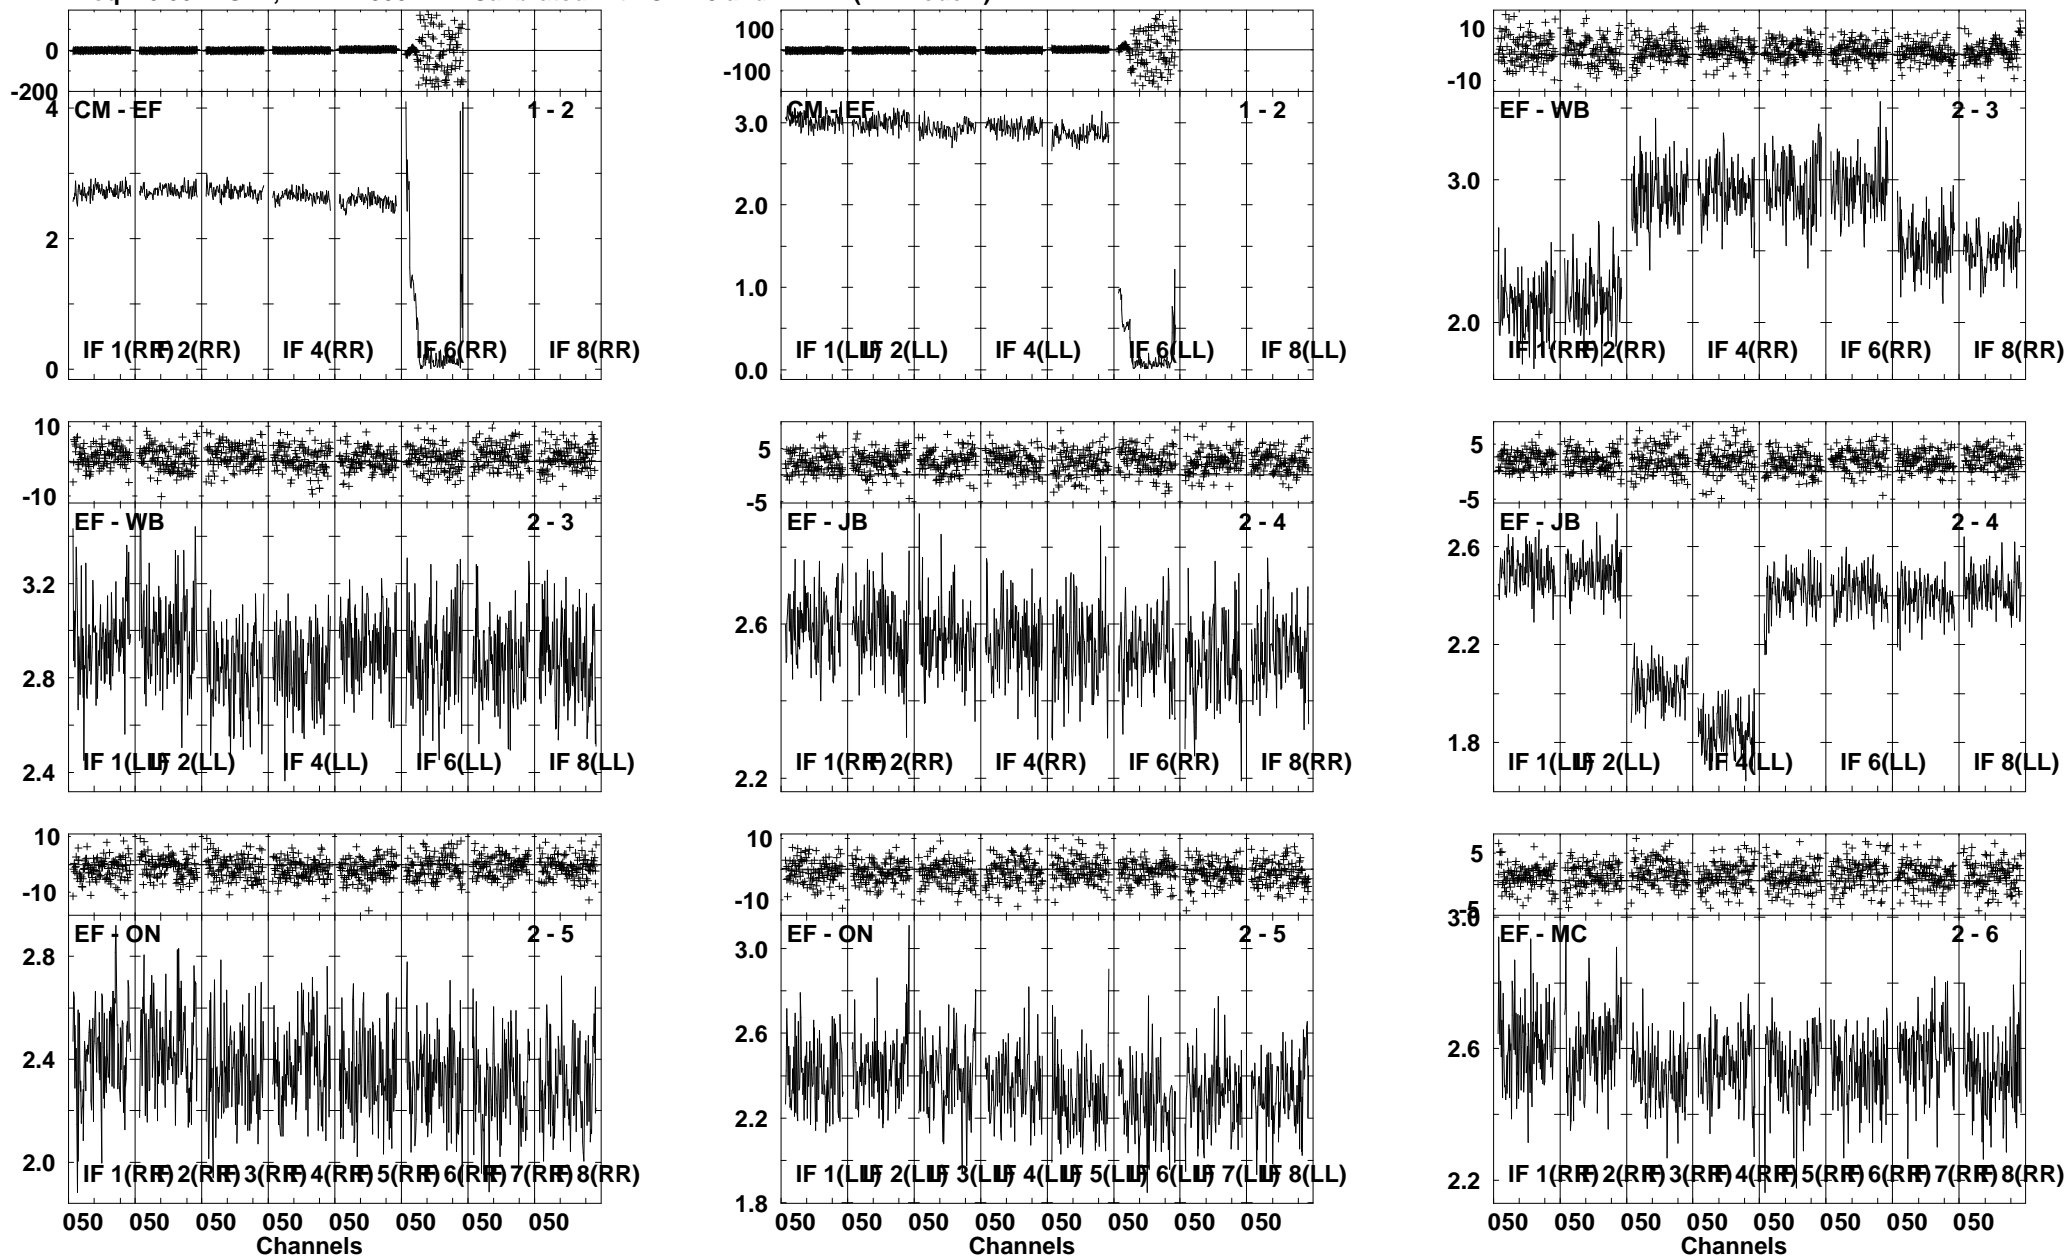 0
-200
4
CM - EF 1 - 2
2
IF 1(RR) IF 2(RR) IF 4(RR) IF 6(RR) IF 8(RR)
0
100
-100
CM - EF 1 - 2
3.0
2.0
1.0
IF 1(LL) IF 2(LL) IF 4(LL) IF 6(LL) IF 8(LL)
0.0
10
-10
EF - WB 2 - 3
3.0
2.0
IF 1(RR) IF 2(RR) IF 4(RR) IF 6(RR) IF 8(RR)
10
-10
EF - WB 2 - 3
3.2
2.8
IF 1(LL) IF 2(LL) IF 4(LL) IF 6(LL) IF 8(LL)
2.4
5
-5
EF - JB 2 - 4
2.6
IF 1(RR) IF 2(RR) IF 4(RR) IF 6(RR) IF 8(RR)
2.2
5
-5
EF - JB 2 - 4
2.6
2.2
1.8
IF 1(LL) IF 2(LL) IF 4(LL) IF 6(LL) IF 8(LL)
10
-10
EF - ON 2 - 5
2.8
2.4
2.0
IF 1(RR) IF 2(RR) IF 3(RR) IF 4(RR) IF 5(RR) IF 6(RR) IF 7(RR) IF 8(RR)
050 050 050 050 050 050 050 050
Channels
10
-10
EF - ON 2 - 5
3.0
2.6
2.2
IF 1(LL) IF 2(LL) IF 3(LL) IF 4(LL) IF 5(LL) IF 6(LL) IF 7(LL) IF 8(LL)
1.8
050 050 050 050 050 050 050 050
5
-5
3.0
EF - MC 2 - 6
2.6
2.2
IF 1(RR) IF 2(RR) IF 3(RR) IF 4(RR) IF 5(RR) IF 6(RR) IF 7(RR) IF 8(RR)
050 050 050 050 050 050 050 050
Channels